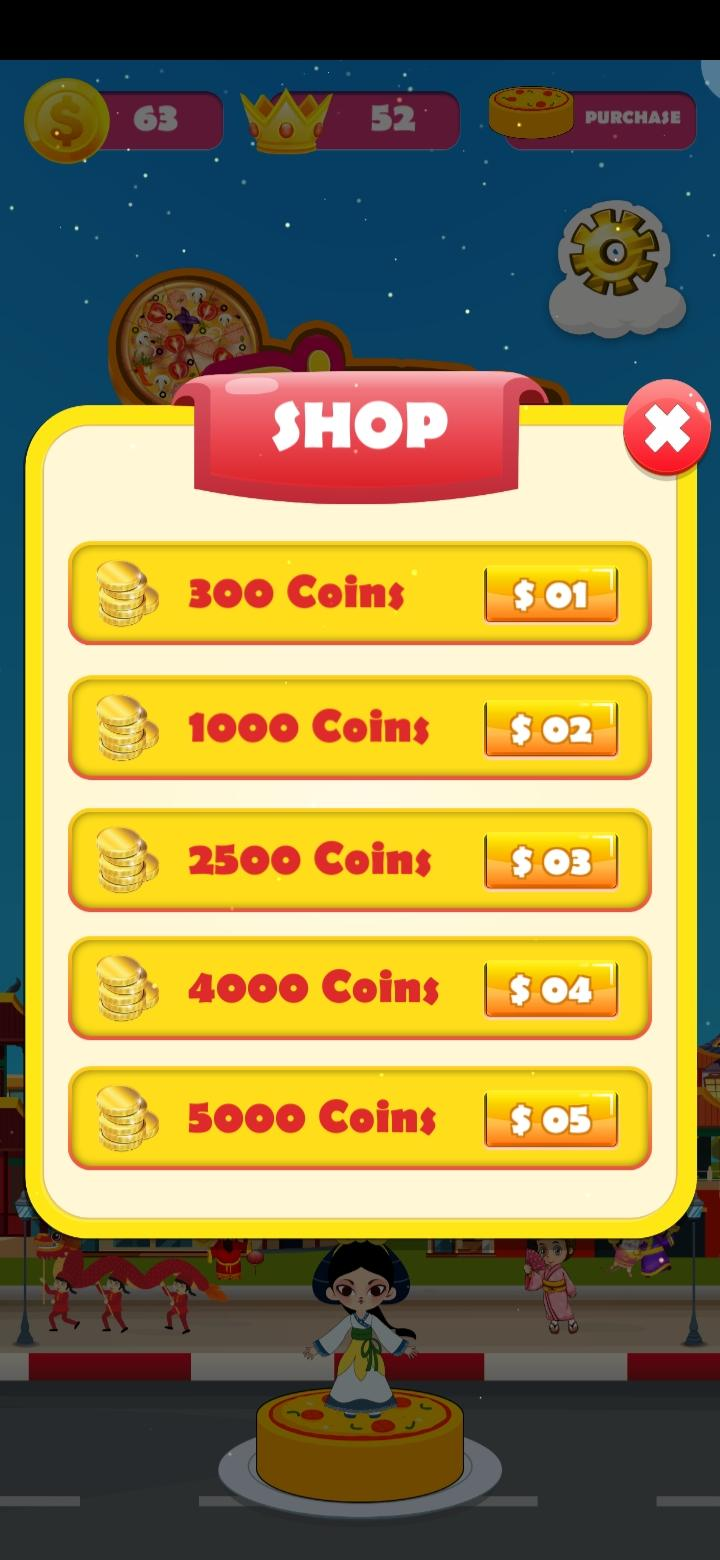 63
52
PURCHASE
SHOP
300 Coins
$ 01
1000 Coins
$ 02
2500 Coins
$ 03
4000 Coins
$ 04
5000 Coins
$ 05